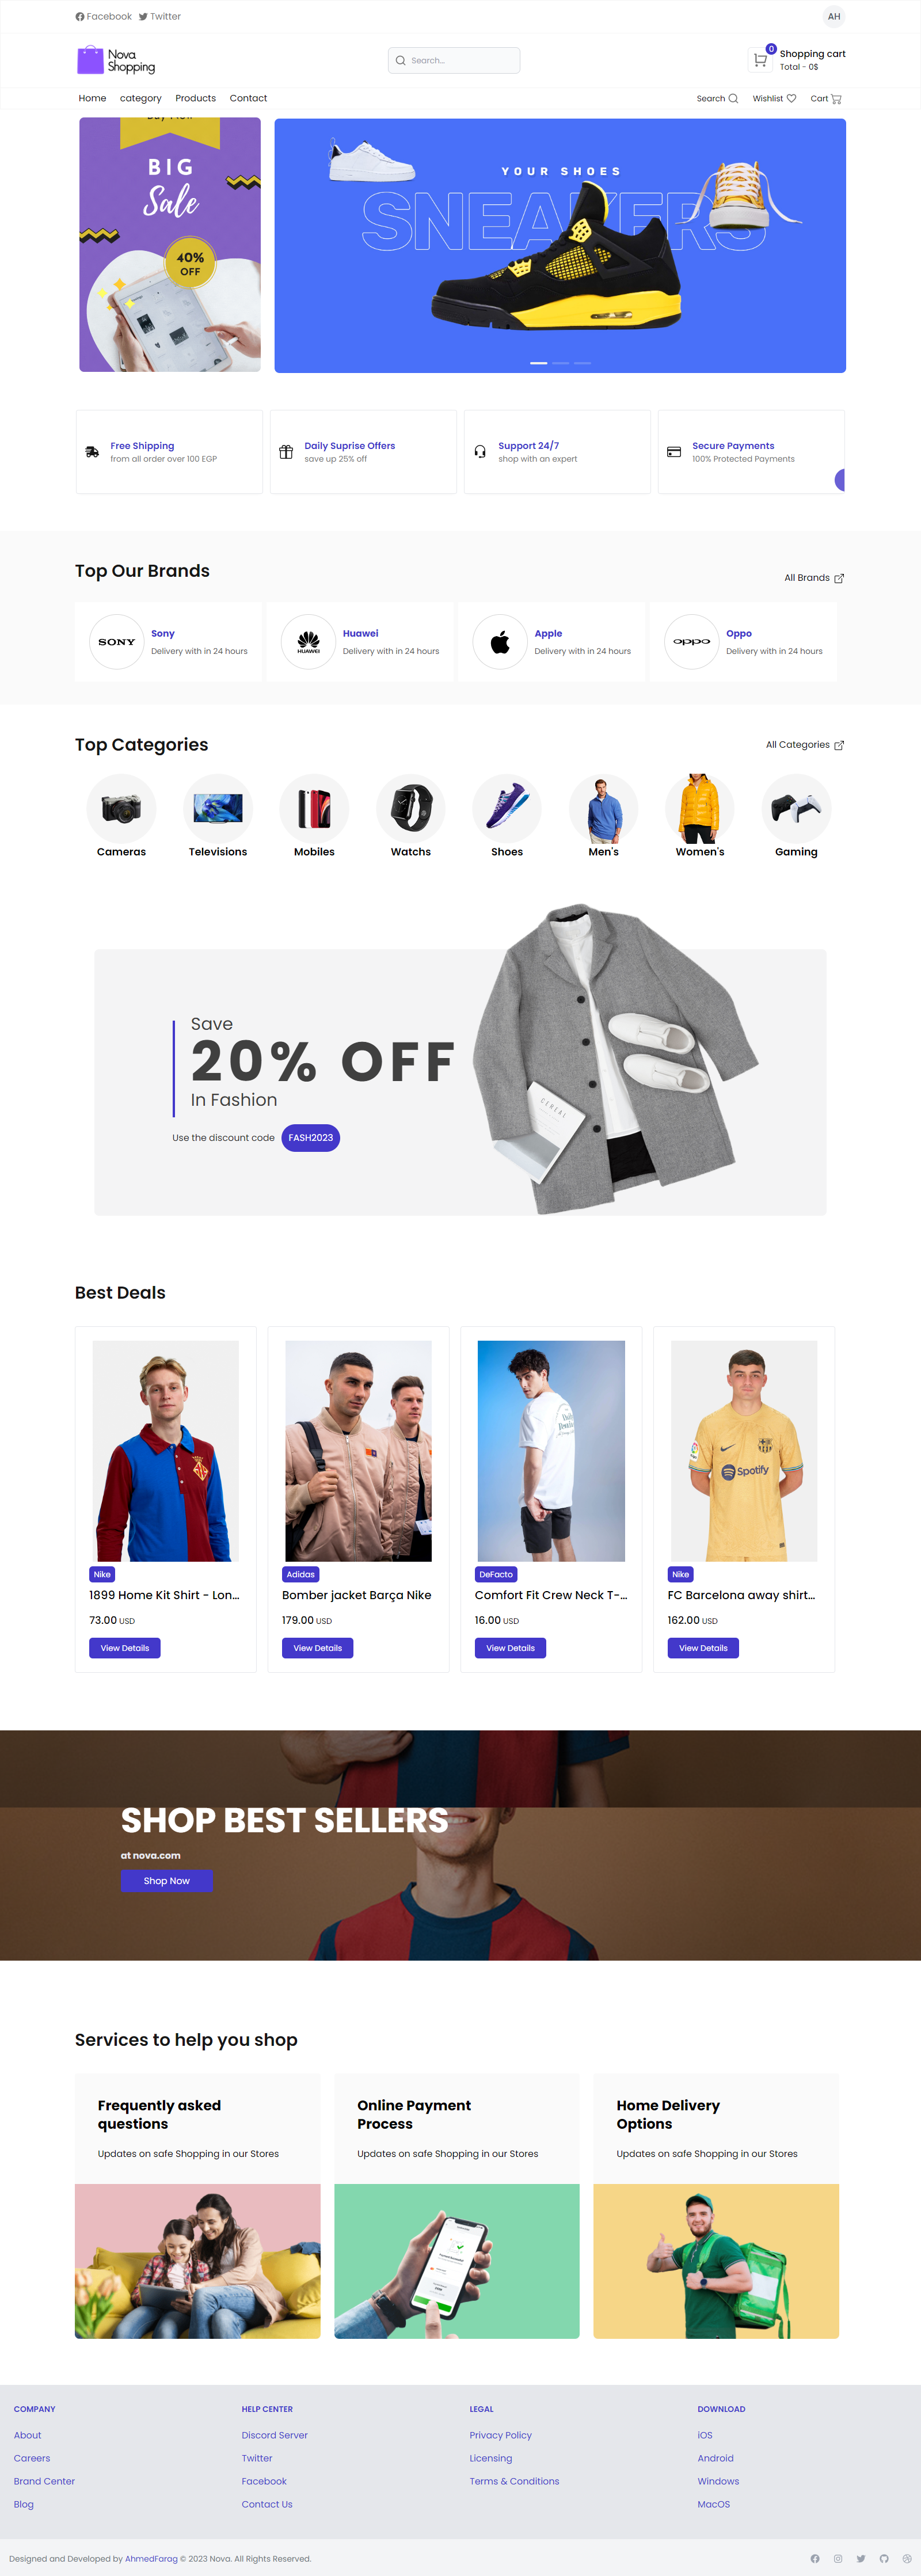 Facebook Twitter
AH
Nova
Shopping
Search...
0
Shopping cart
Total - 0$
Home category Products Contact
Search Wishlist Cart
BIG
Sale
40%
OFF
YOUR SHOES
SNEAKERS
Free Shipping
from all order over 100 EGP
Daily Suprise Offers
save up 25% off
Support 24/7
shop with an expert
Secure Payments
100% Protected Payments
Top Our Brands
All Brands
SONY
Sony
Delivery with in 24 hours
HUAWEI
Huawei
Delivery with in 24 hours
Apple
Delivery with in 24 hours
oppo
Oppo
Delivery with in 24 hours
Top Categories
All Categories
Cameras
Televisions
Mobiles
Watchs
Shoes
Men's
Women's
Gaming
Save
20% OFF
In Fashion
Use the discount code FASH2023
CEREAL
Best Deals
Nike
1899 Home Kit Shirt - Lon...
73.00 USD
View Details
Adidas
Bomber jacket Barça Nike
179.00 USD
View Details
DeFacto
Comfort Fit Crew Neck T-...
16.00 USD
View Details
Spotify
Nike
FC Barcelona away shirt...
162.00 USD
View Details
SHOP BEST SELLERS
at nova.com
Shop Now
Services to help you shop
Frequently asked
questions
Updates on safe Shopping in our Stores
Online Payment
Process
Updates on safe Shopping in our Stores
Home Delivery
Options
Updates on safe Shopping in our Stores
COMPANY
About
Careers
Brand Center
Blog
HELP CENTER
Discord Server
Twitter
Facebook
Contact Us
LEGAL
Privacy Policy
Licensing
Terms & Conditions
DOWNLOAD
iOS
Android
Windows
MacOS
Designed and Developed by AhmedFarag © 2023 Nova. All Rights Reserved.